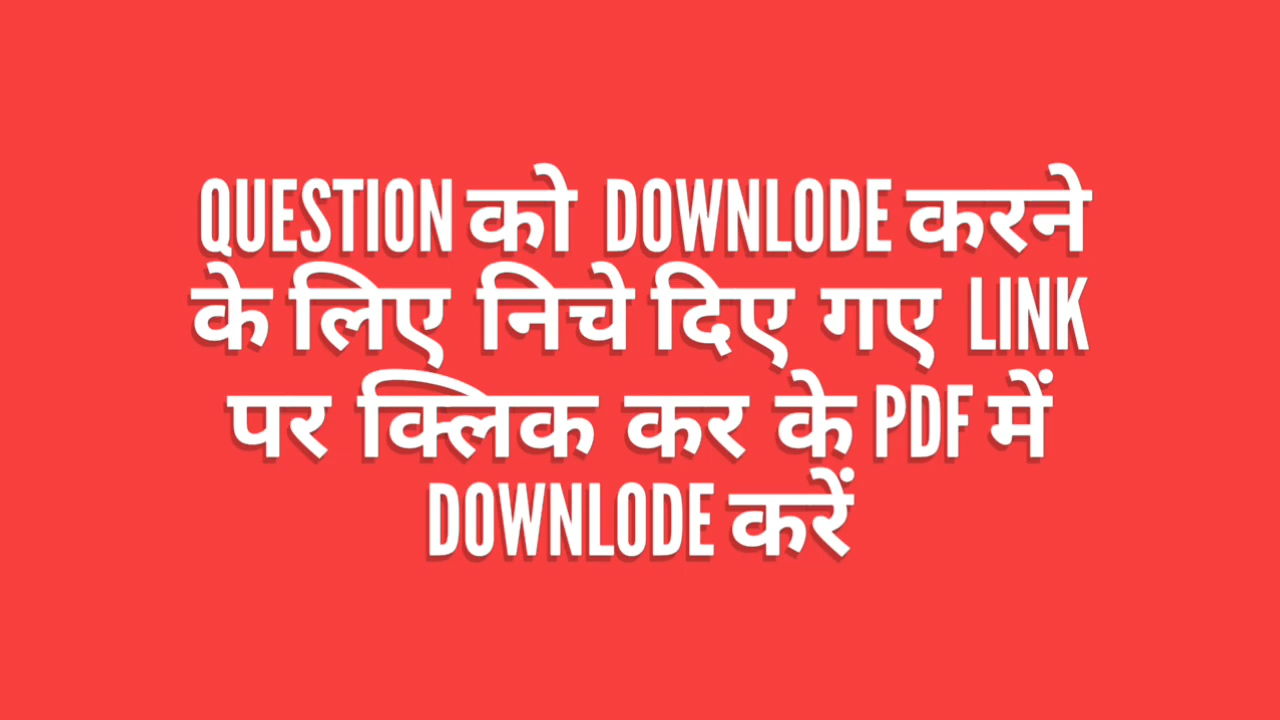 QUESTION को DOWNLODE करने
के लिए निचे दिए गए LINK
पर क्लिक कर के PDF में
DOWNLODE करें